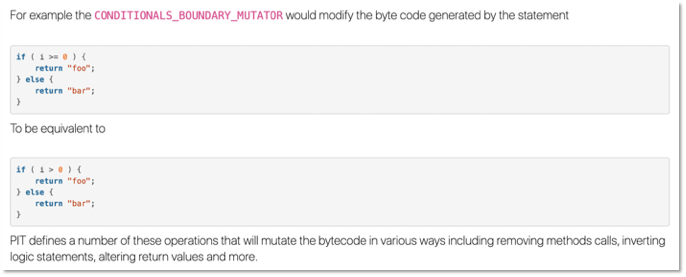 For example the CONDITIONALS_BOUNDARY_MUTATOR would modify the byte code generated by the statement
if ( i >= 0 ) {
    return "foo";
} else {
    return "bar";
}
To be equivalent to
if ( i > 0 ) {
    return "foo";
} else {
    return "bar";
}
PIT defines a number of these operations that will mutate the bytecode in various ways including removing methods calls, inverting
logic statements, altering return values and more.